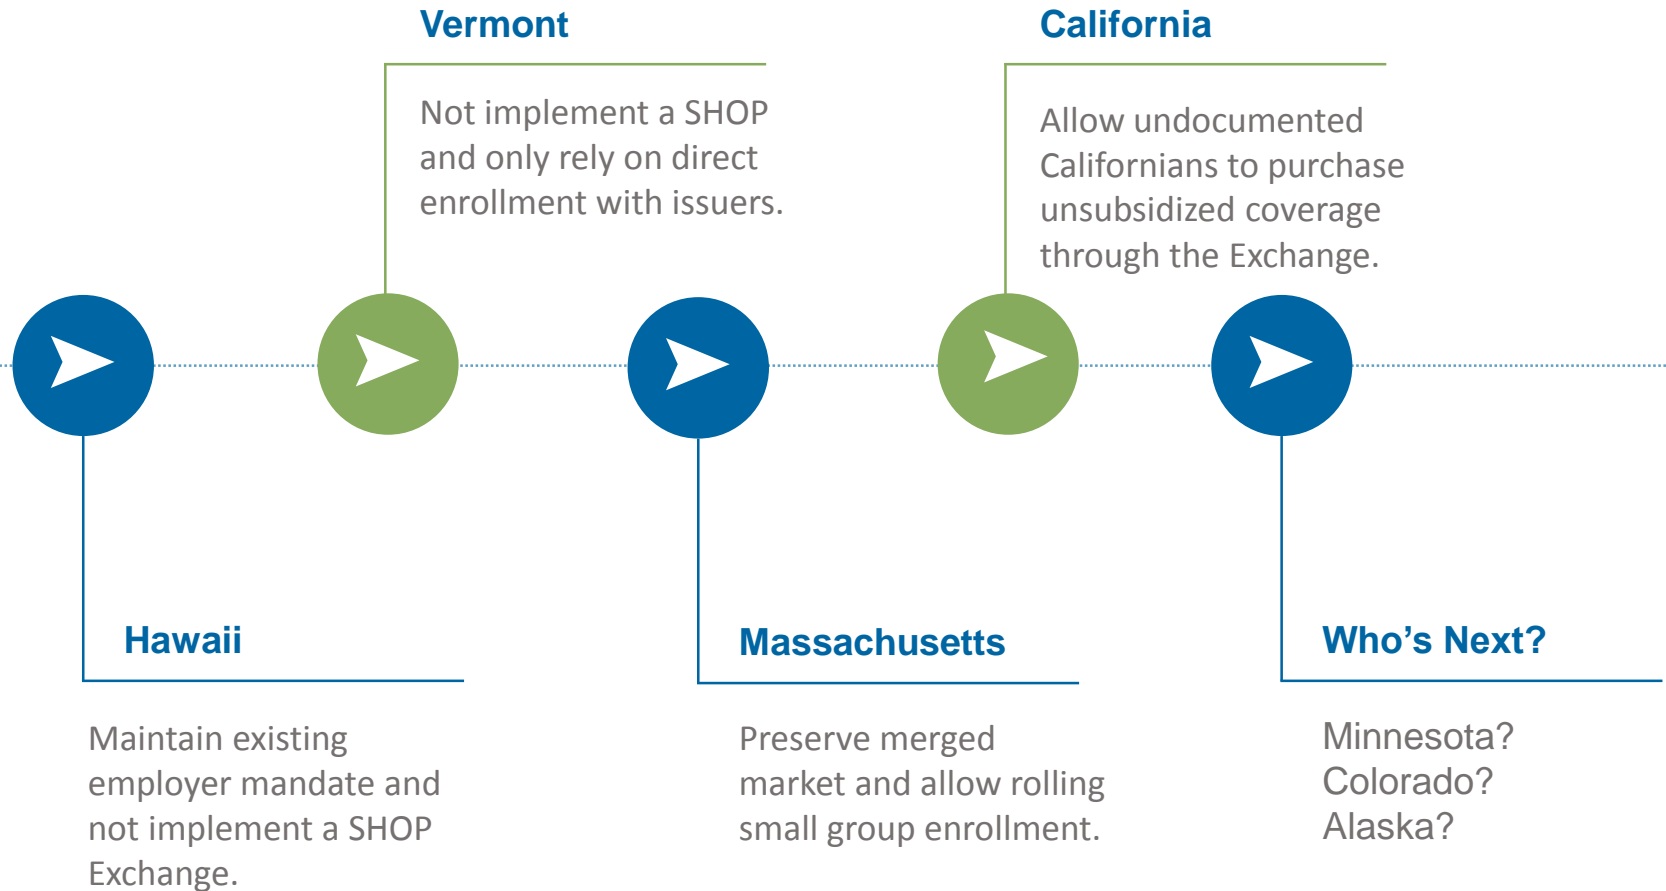 Vermont
Not implement a SHOP
and only rely on direct
enrollment with issuers.
California
Allow undocumented
Californians to purchase
unsubsidized coverage
through the Exchange.
Hawaii
Maintain existing
employer mandate and
not implement a SHOP
Exchange.
Massachusetts
Preserve merged
market and allow rolling
small group enrollment.
Who’s Next?
Minnesota?
Colorado?
Alaska?